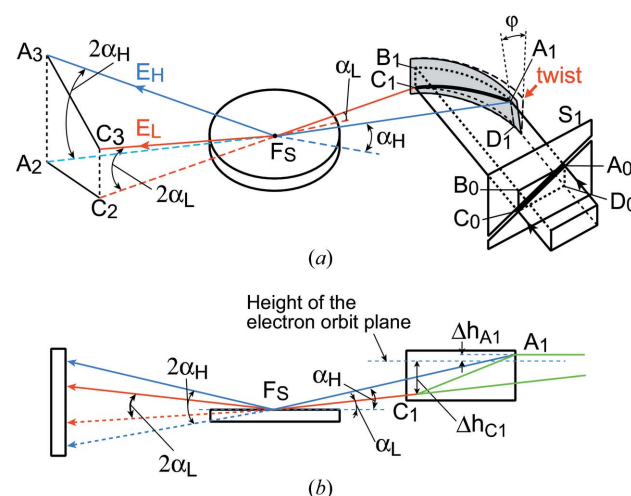 A3
2αH
EH
A2
C3
EL
C2
2αL
FS
αL
αH
B1
C1
φ
A1
twist
D1
S1
A0
B0
C0
D0
(a)
Height of the
electron orbit plane
ΔhA1
A1
2αH
FS
αH
C1
ΔhC1
αL
2αL
(b)